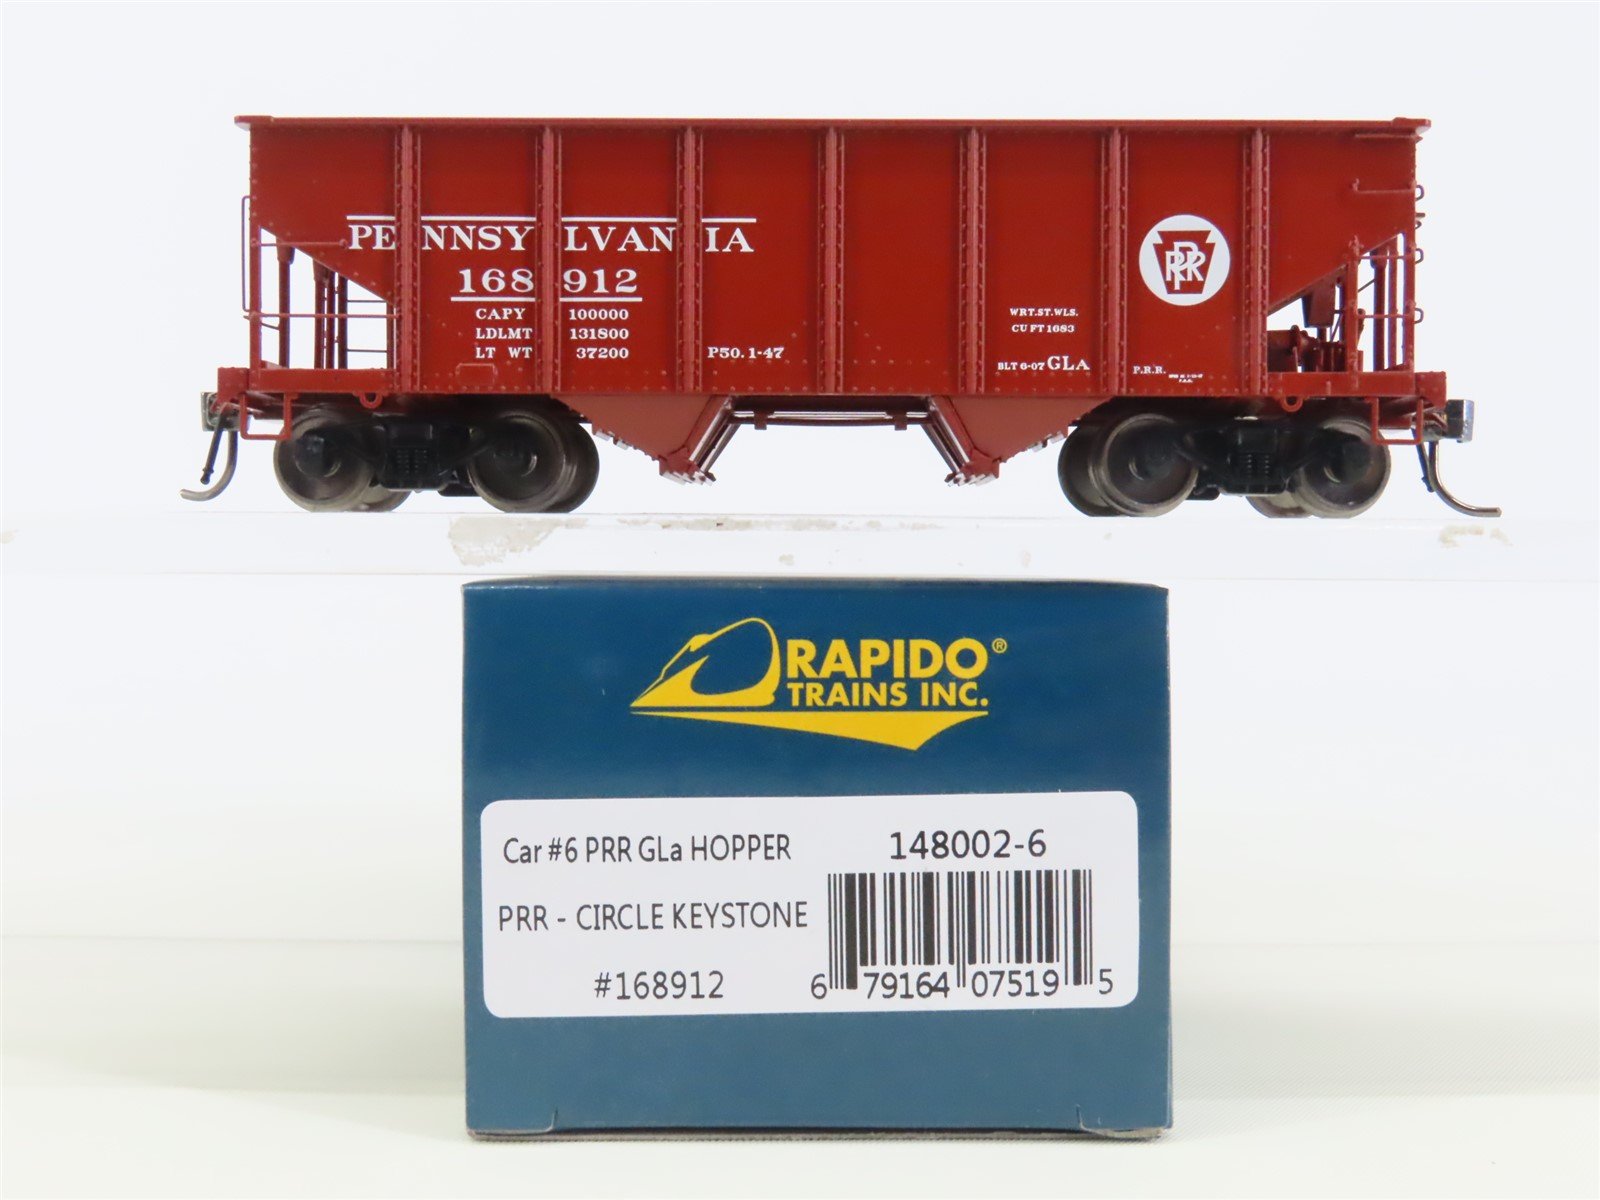 PENNSYLVANIA
168912
CAPY 100000
LDLMT 131800
LT WT 37200
P50.1-47
WRT.ST.WLS.
CU FT 1683
BLT 6-07 GLA
P.R.R.
PRR
RAPIDO®
TRAINS INC.
Car #6 PRR GLa HOPPER
148002-6
PRR - CIRCLE KEYSTONE
#168912
6 79164 07519 5